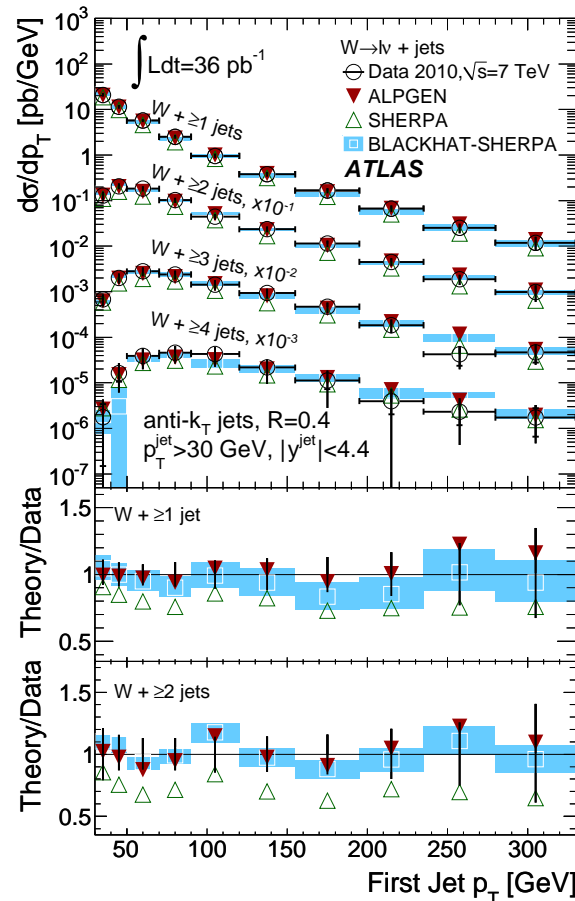 dσ/dp_T [pb/GeV]
10³
10²
10
1
10⁻¹
10⁻²
10⁻³
10⁻⁴
10⁻⁵
10⁻⁶
10⁻⁷
∫ Ldt=36 pb⁻¹
W→lν + jets
Data 2010,√s=7 TeV
ALPGEN
SHERPA
BLACKHAT-SHERPA
ATLAS
W + ≥1 jets
W + ≥2 jets, x10⁻¹
W + ≥3 jets, x10⁻²
W + ≥4 jets, x10⁻³
anti-k_T jets, R=0.4
p_T^jet>30 GeV, |y^jet|<4.4
Theory/Data
W + ≥1 jet
1.5
1
0.5
Theory/Data
W + ≥2 jets
1.5
1
0.5
50 100 150 200 250 300
First Jet p_T [GeV]